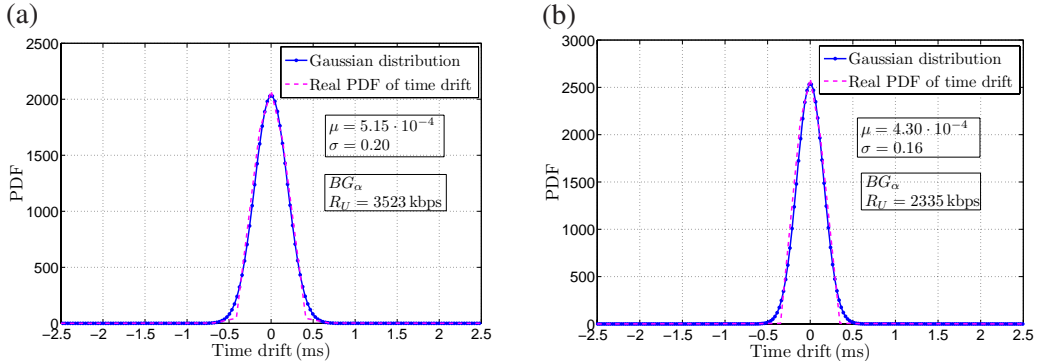 (a)
2500
2000
1500
1000
500
0
PDF
−2.5 −2 −1.5 −1 −0.5 0 0.5 1 1.5 2 2.5
Time drift (ms)
Gaussian distribution
Real PDF of time drift
μ = 5.15 · 10⁻⁴
σ = 0.20
BG_α
R_U = 3523 kbps
(b)
3000
2500
2000
1500
1000
500
0
PDF
−2.5 −2 −1.5 −1 −0.5 0 0.5 1 1.5 2 2.5
Time drift (ms)
Gaussian distribution
Real PDF of time drift
μ = 4.30 · 10⁻⁴
σ = 0.16
BG_α
R_U = 2335 kbps